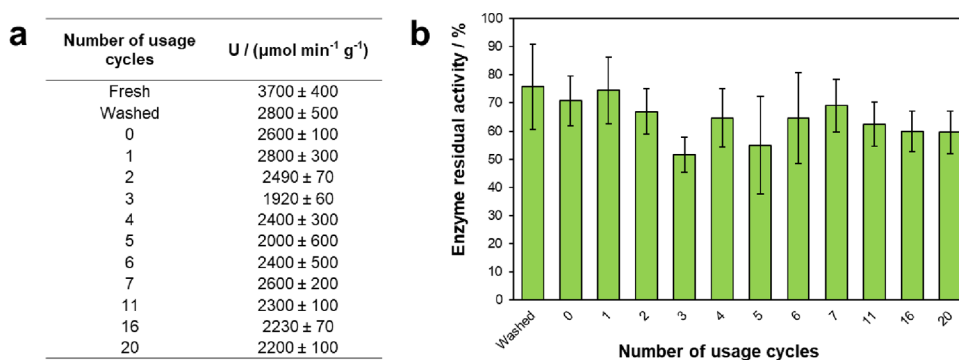 a
Number of usage cycles U / (μmol min⁻¹ g⁻¹)
Fresh 3700 ± 400
Washed 2800 ± 500
0 2600 ± 100
1 2800 ± 300
2 2490 ± 70
3 1920 ± 60
4 2400 ± 300
5 2000 ± 600
6 2400 ± 500
7 2600 ± 200
11 2300 ± 100
16 2230 ± 70
20 2200 ± 100
b
Enzyme residual activity / %
100
90
80
70
60
50
40
30
20
10
0
Washed 0 1 2 3 4 5 6 7 11 16 20
Number of usage cycles